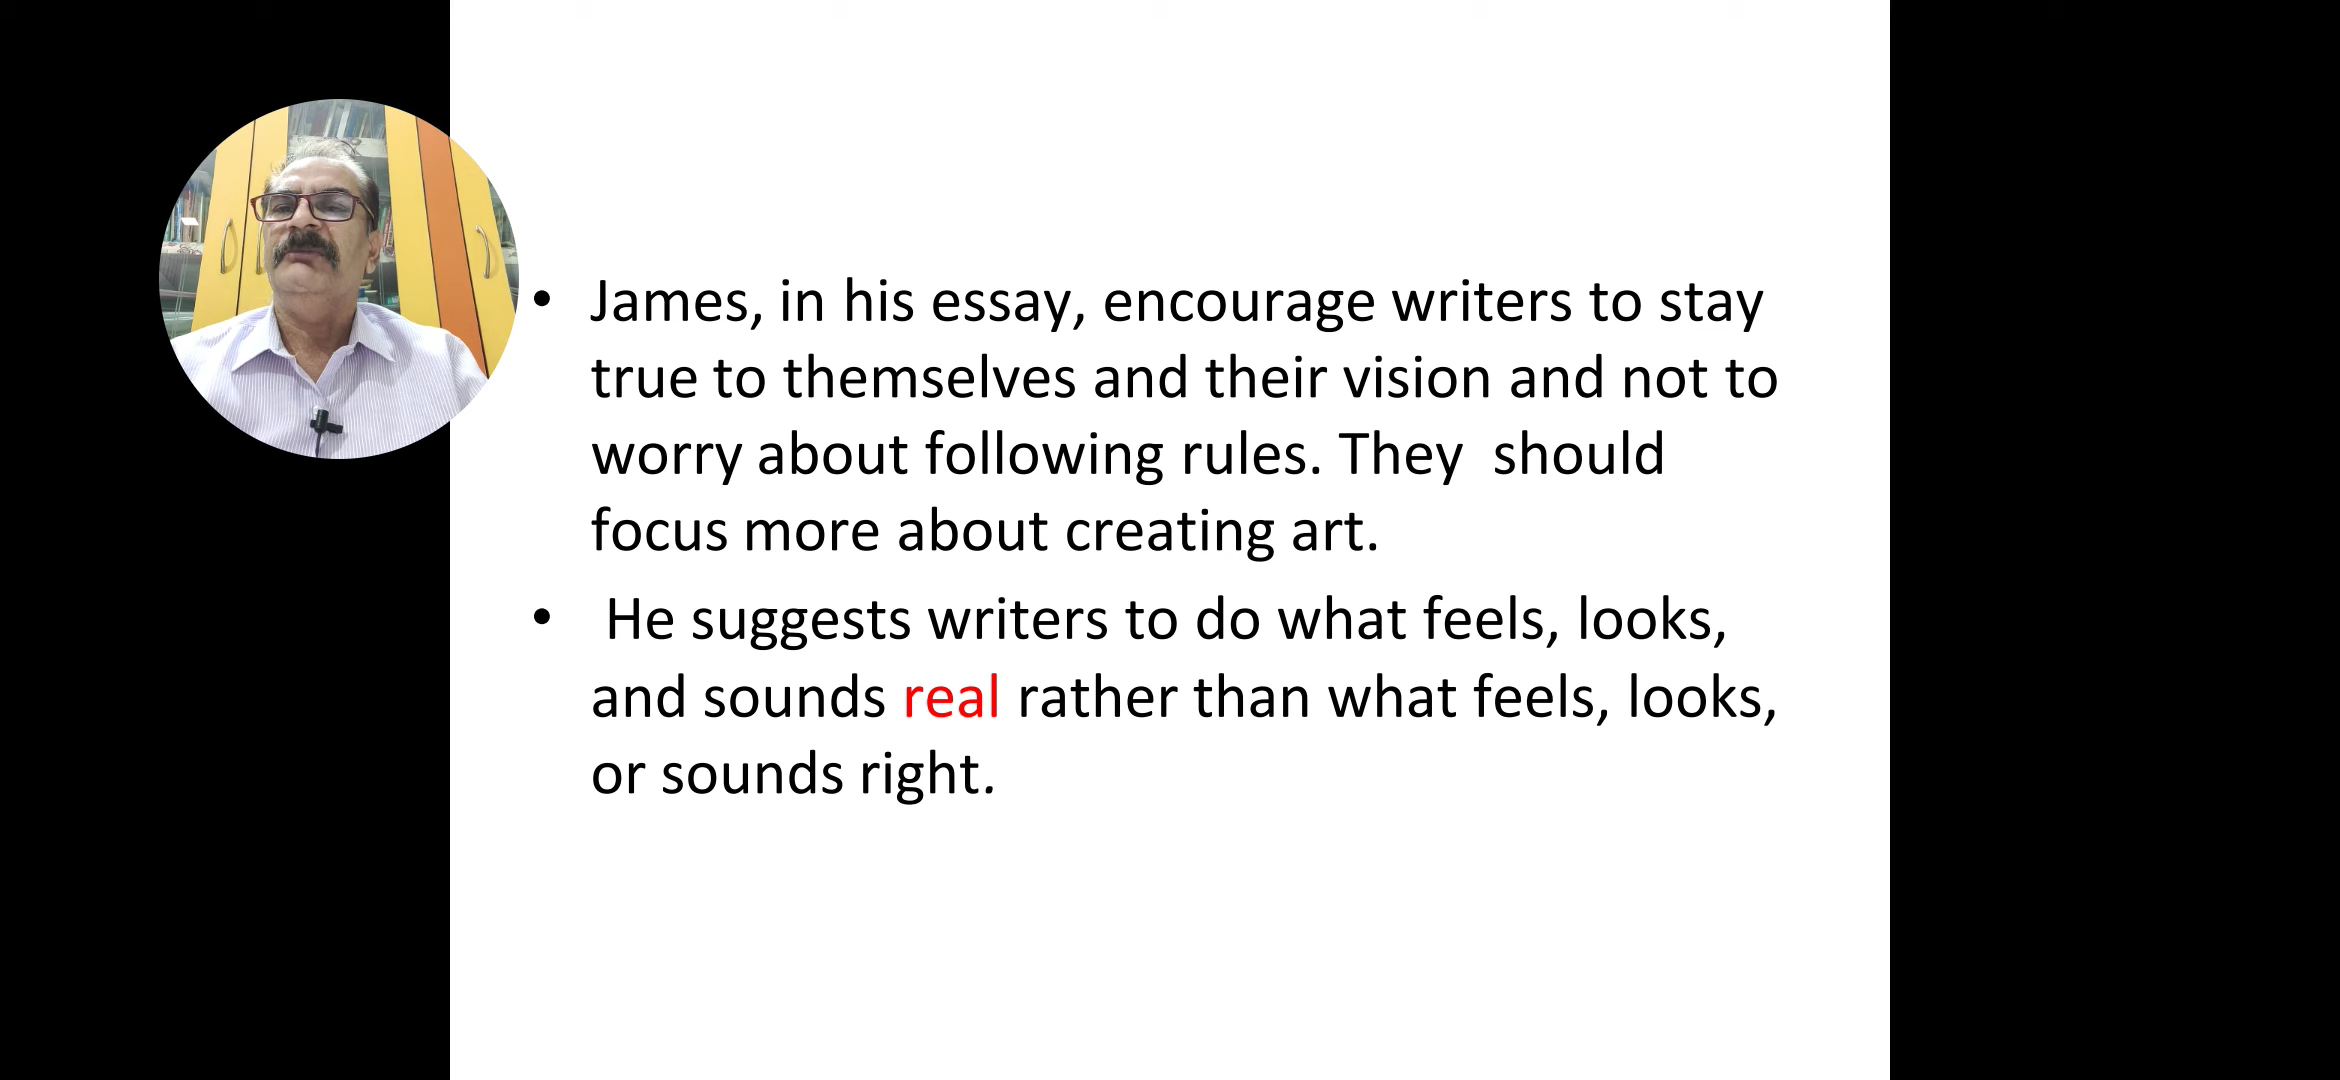 • James, in his essay, encourage writers to stay
true to themselves and their vision and not to
worry about following rules. They  should
focus more about creating art.
•  He suggests writers to do what feels, looks,
and sounds real rather than what feels, looks,
or sounds right.